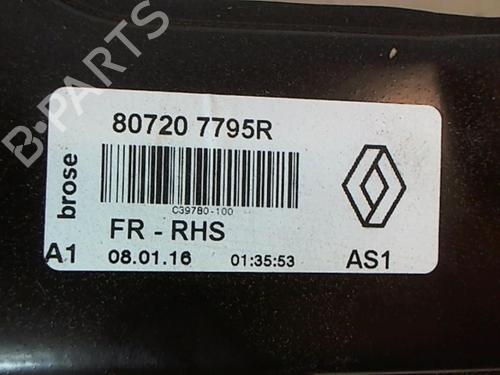 B-PARTS
80720 7795R
brose
C39780-100
FR - RHS
A1 08.01.16 01:35:53 AS1